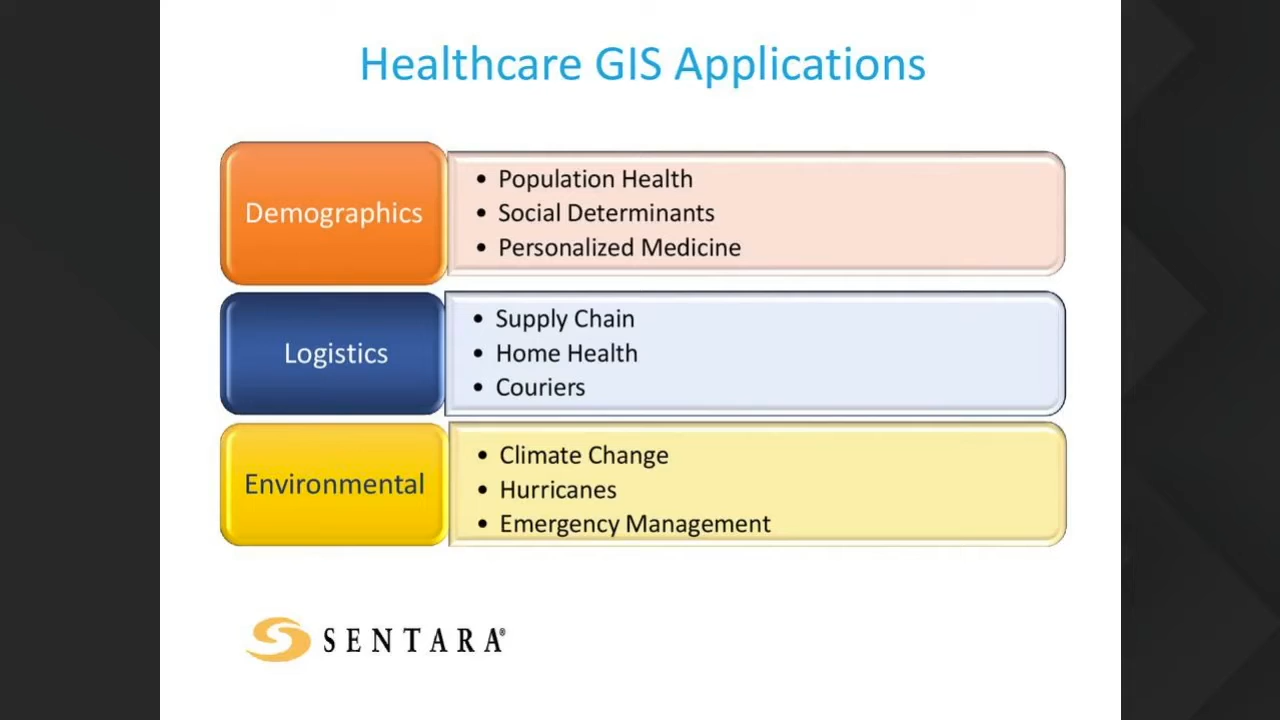 Healthcare GIS Applications
Demographics
• Population Health
• Social Determinants
• Personalized Medicine
Logistics
• Supply Chain
• Home Health
• Couriers
Environmental
• Climate Change
• Hurricanes
• Emergency Management
SENTARA®